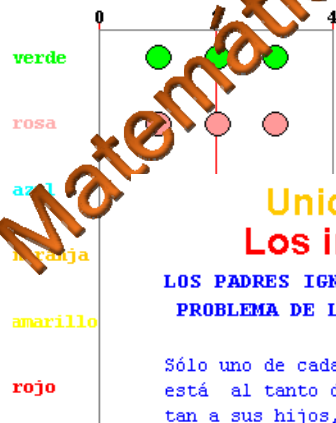 0 4
verde
rosa
azul
naranja
amarillo
rojo
Matemáti
Unid
Los i
LOS PADRES IGN
PROBLEMA DE L
Sólo uno de cada
está al tanto d
tan a sus hijos,